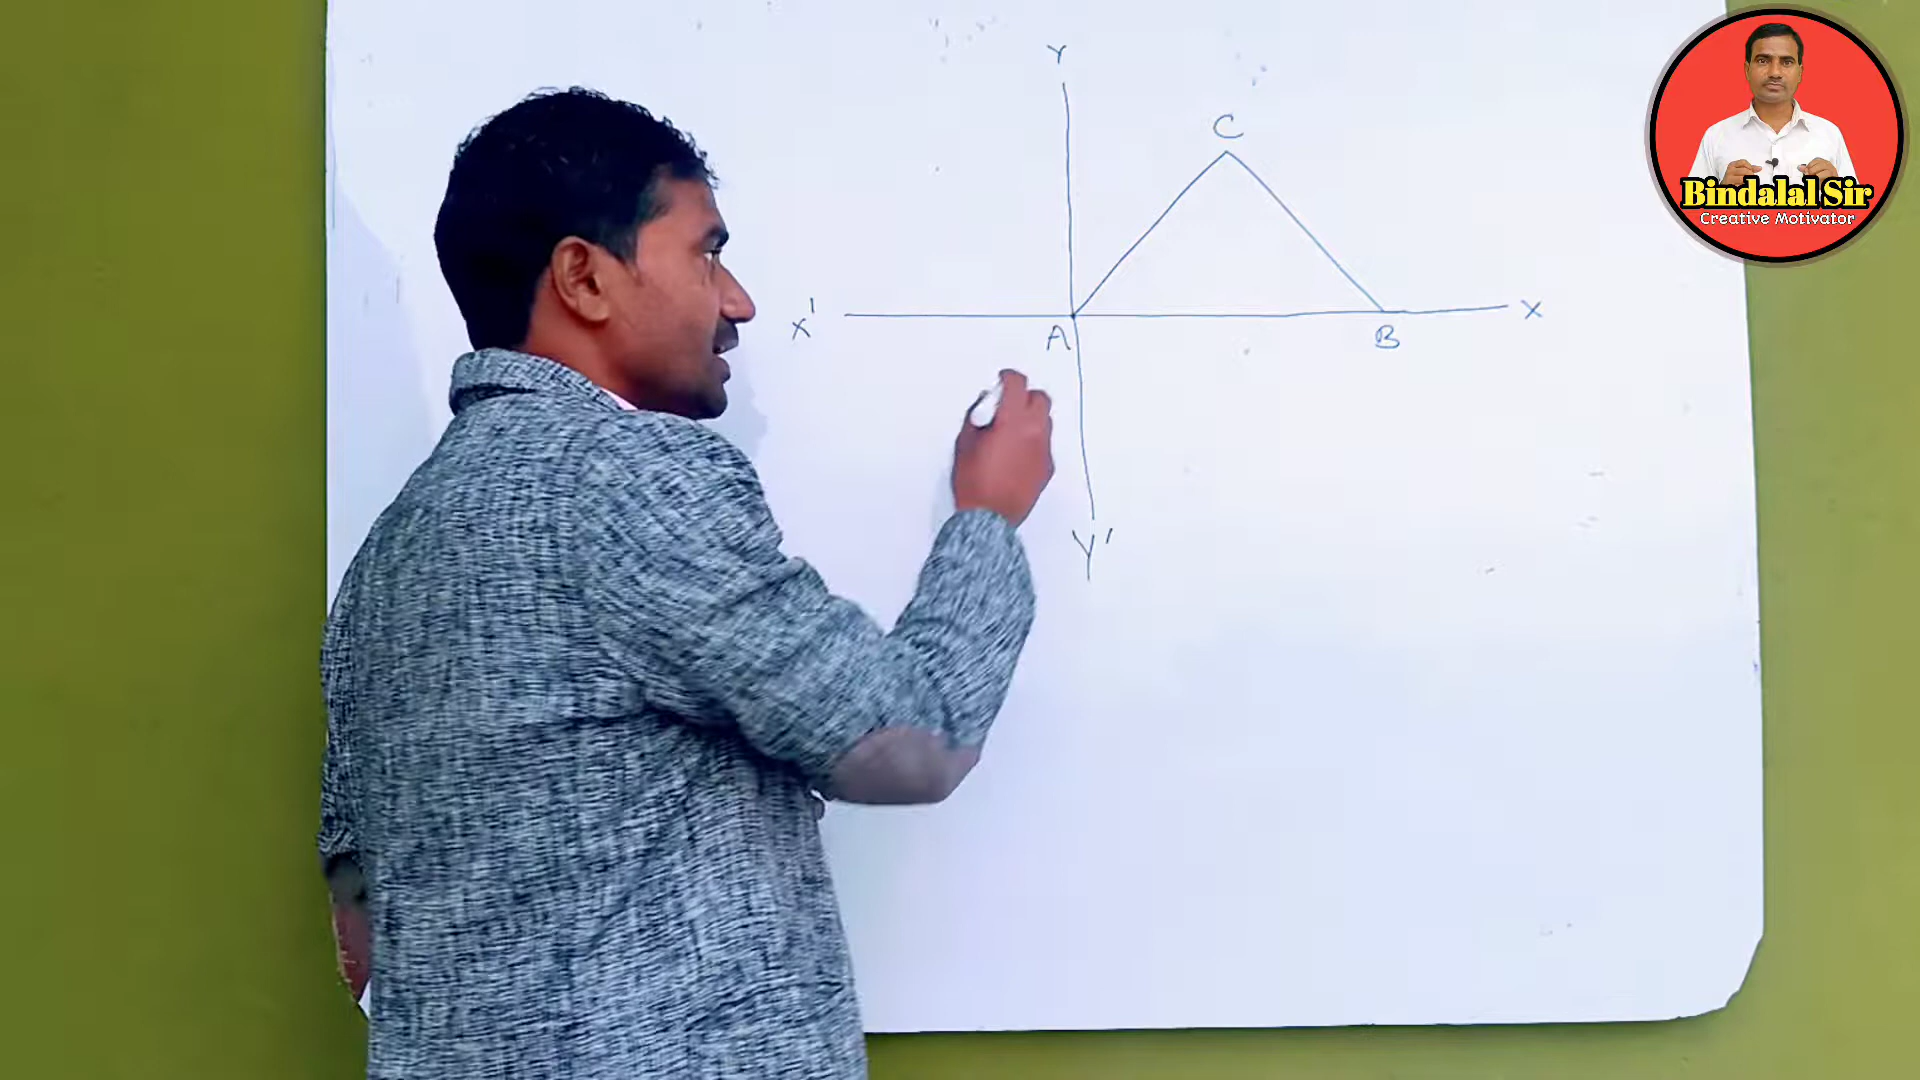 Y
C
X'
X
A
B
Y'
Bindalal Sir
Creative Motivator